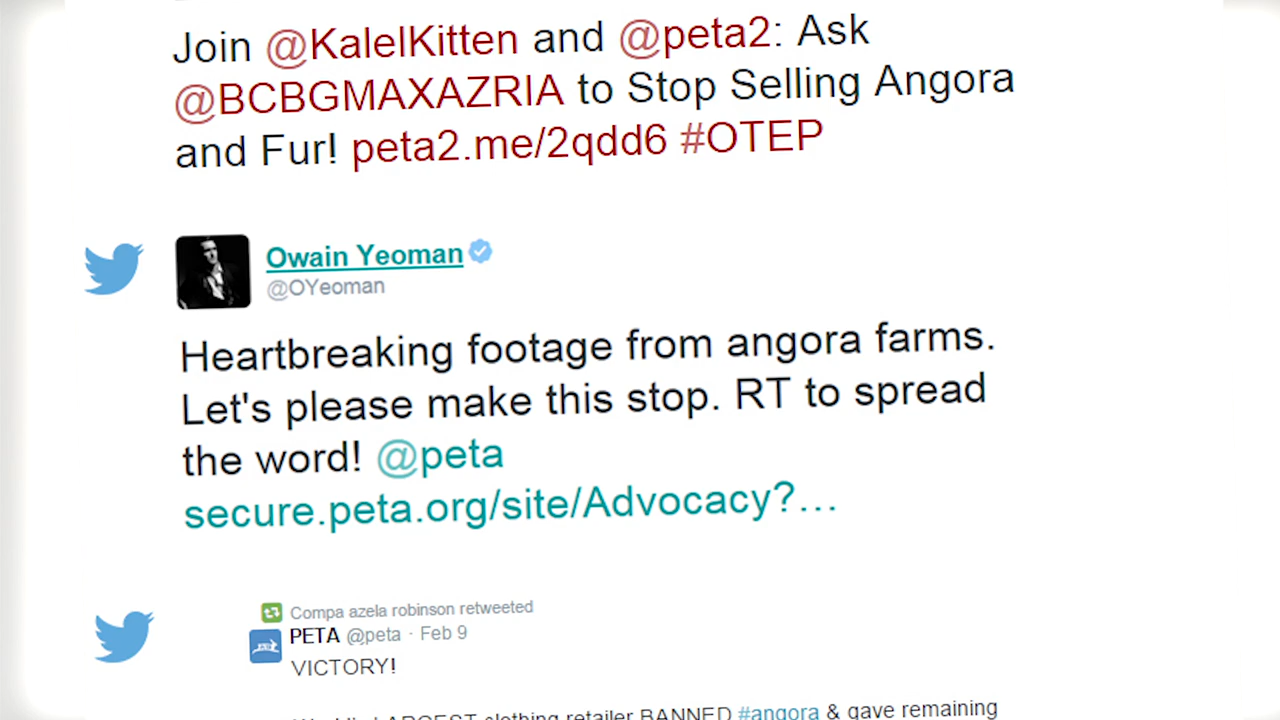 Join @KalelKitten and @peta2: Ask
@BCBGMAXAZRIA to Stop Selling Angora
and Fur! peta2.me/2qdd6 #OTEP
Owain Yeoman
@OYeoman
Heartbreaking footage from angora farms.
Let's please make this stop. RT to spread
the word! @peta
secure.peta.org/site/Advocacy?...
Compa azela robinson retweeted
PETA @peta · Feb 9
VICTORY!
LARGEST clothing retailer BANNED #angora & gave remaining